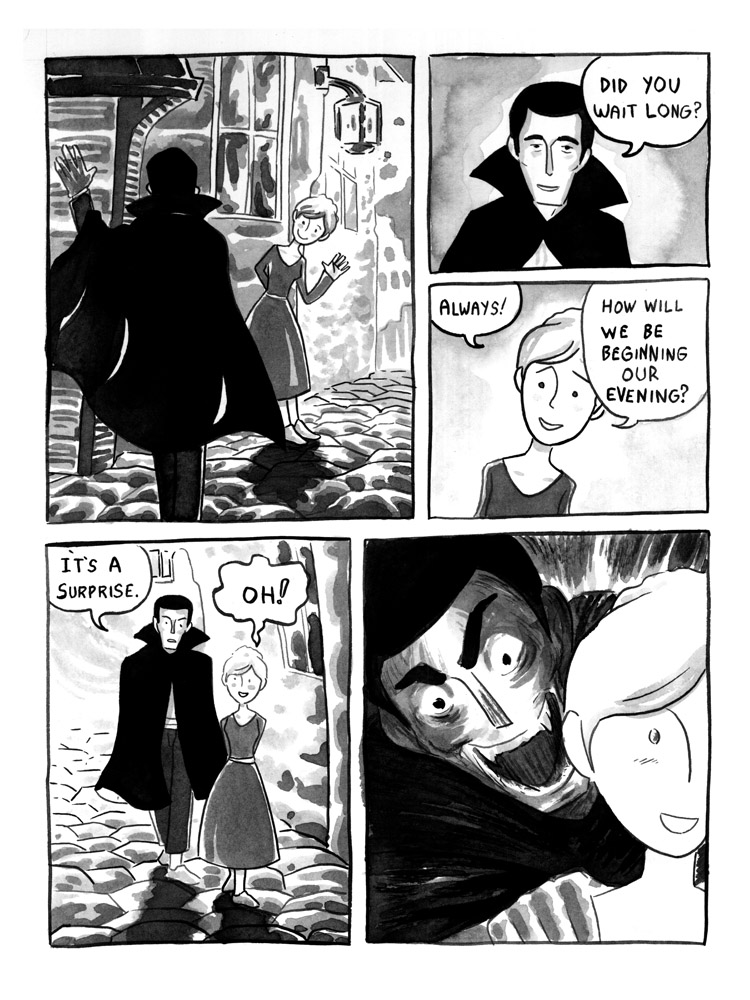 DID YOU
WAIT LONG?
ALWAYS!
HOW WILL
WE BE
BEGINNING
OUR
EVENING?
IT'S A
SURPRISE.
OH!